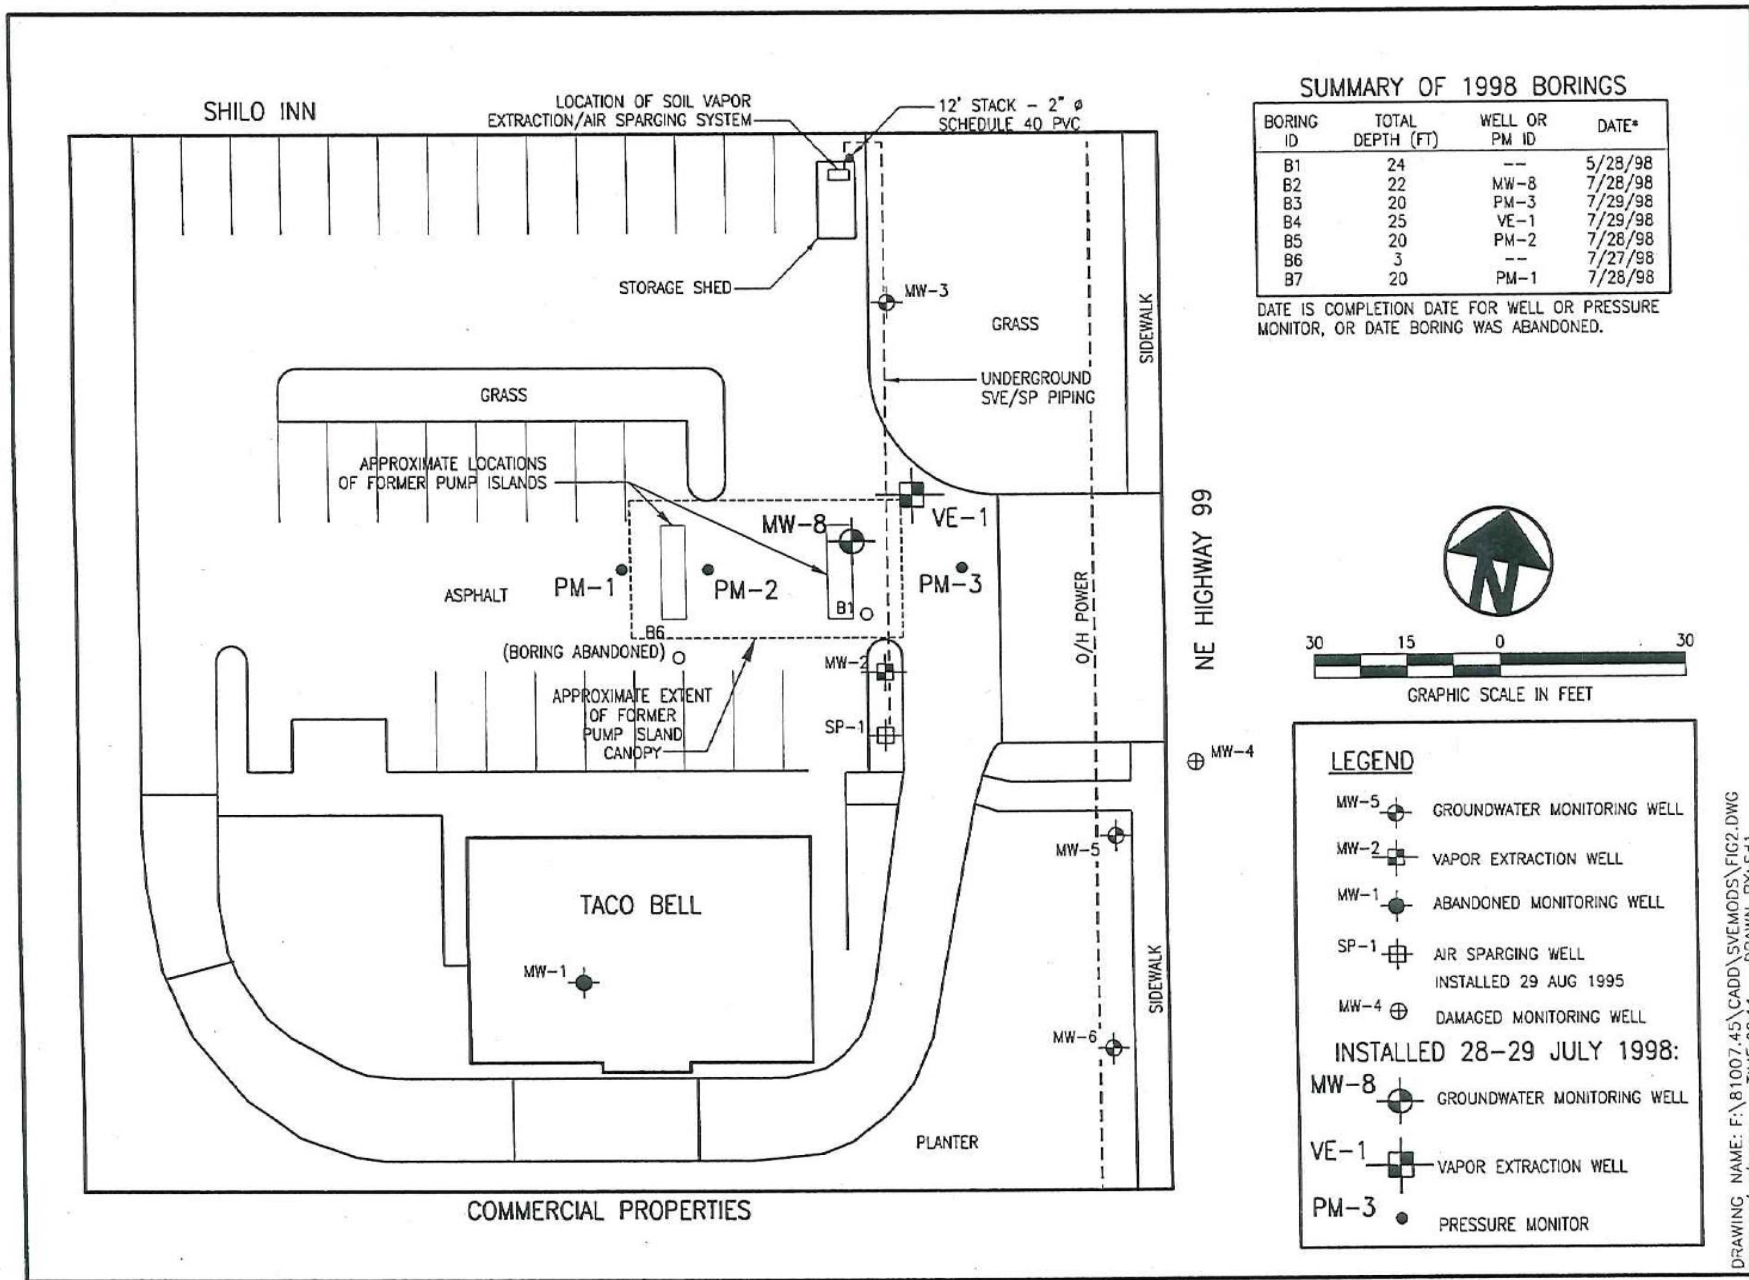 SHILO INN
LOCATION OF SOIL VAPOR
EXTRACTION/AIR SPARGING SYSTEM
12' STACK - 2" ø
SCHEDULE 40 PVC
STORAGE SHED
MW-3
GRASS
SIDEWALK
UNDERGROUND
SVE/SP PIPING
GRASS
APPROXIMATE LOCATIONS
OF FORMER PUMP ISLANDS
MW-8
VE-1
PM-1
PM-2
PM-3
ASPHALT
B1
B6
(BORING ABANDONED)
MW-2
APPROXIMATE EXTENT
OF FORMER
PUMP ISLAND
CANOPY
SP-1
O/H POWER
NE HIGHWAY 99
MW-4
MW-5
TACO BELL
MW-1
MW-6
SIDEWALK
PLANTER
COMMERCIAL PROPERTIES
SUMMARY OF 1998 BORINGS
BORING ID TOTAL DEPTH (FT) WELL OR PM ID DATE*
B1 24 -- 5/28/98
B2 22 MW-8 7/28/98
B3 20 PM-3 7/29/98
B4 25 VE-1 7/29/98
B5 20 PM-2 7/28/98
B6 3 -- 7/27/98
B7 20 PM-1 7/28/98
DATE IS COMPLETION DATE FOR WELL OR PRESSURE
MONITOR, OR DATE BORING WAS ABANDONED.
N
30 15 0 30
GRAPHIC SCALE IN FEET
LEGEND
MW-5 GROUNDWATER MONITORING WELL
MW-2 VAPOR EXTRACTION WELL
MW-1 ABANDONED MONITORING WELL
SP-1 AIR SPARGING WELL
INSTALLED 29 AUG 1995
MW-4 DAMAGED MONITORING WELL
INSTALLED 28-29 JULY 1998:
MW-8 GROUNDWATER MONITORING WELL
VE-1 VAPOR EXTRACTION WELL
PM-3 PRESSURE MONITOR
DRAWING NAME: F:\81007.45\CADD\SVEMODS\FIG2.DWG